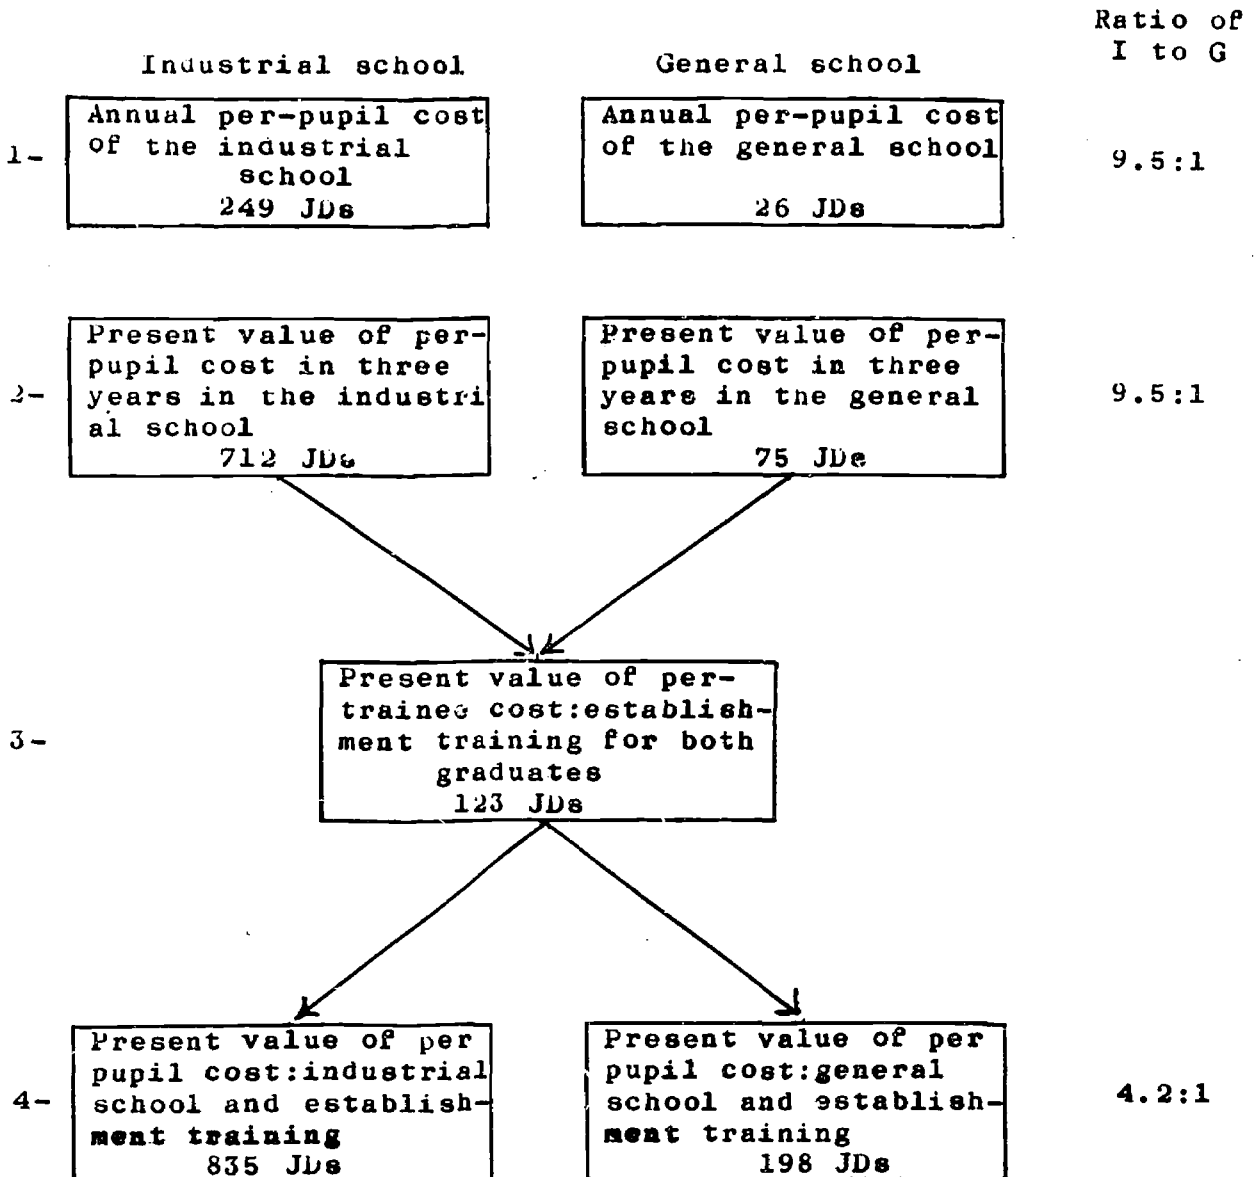 Ratio of
I to G
Industrial school
General school
1-
Annual per-pupil cost
of the industrial
school
249 JDs
Annual per-pupil cost
of the general school
26 JDs
9.5:1
2-
Present value of per-
pupil cost in three
years in the industri
al school
712 JDs
Present value of per-
pupil cost in three
years in the general
school
75 JDs
9.5:1
3-
Present value of per-
trainee cost:establish-
ment training for both
graduates
123 JDs
4-
Present value of per
pupil cost:industrial
school and establish-
ment training
835 JDs
Present value of per
pupil cost:general
school and establish-
ment training
198 JDs
4.2:1